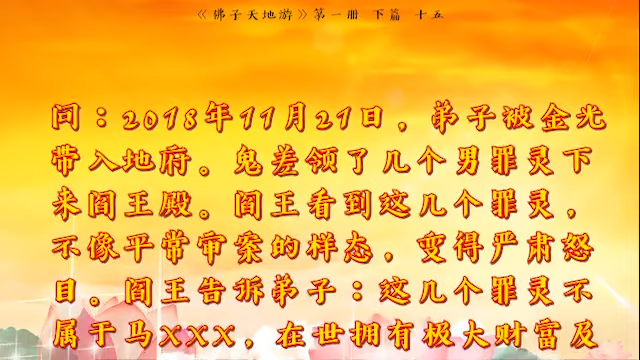 《佛子天地游》第一册 下篇 十五
问：2018年11月21日，弟子被金光
带入地府。鬼差领了几个男罪灵下
来阎王殿。阎王看到这几个罪灵，
不像平常审案的样态，变得严肃怒
目。阎王告诉弟子：这几个罪灵不
属于马XXX，在世拥有极大财富及